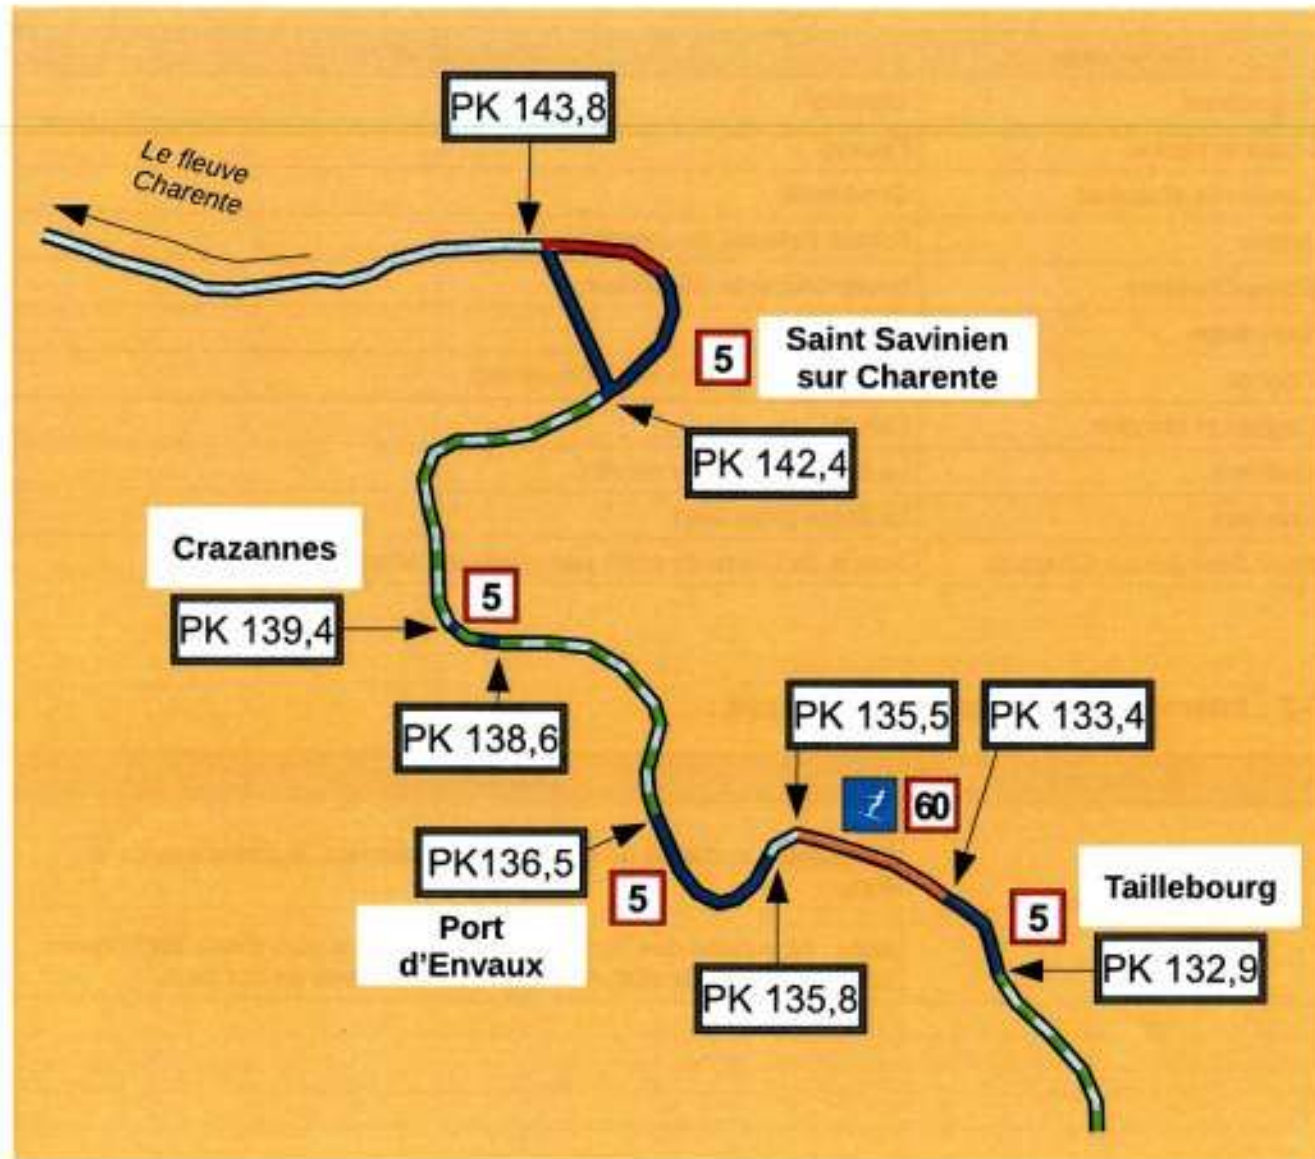 PK 143,8
Le fleuve
Charente
5
Saint Savinien
sur Charente
PK 142,4
Crazannes
5
PK 139,4
PK 138,6
PK 135,5
PK 133,4
60
PK136,5
5
Port
d'Envaux
Taillebourg
5
PK 132,9
PK 135,8